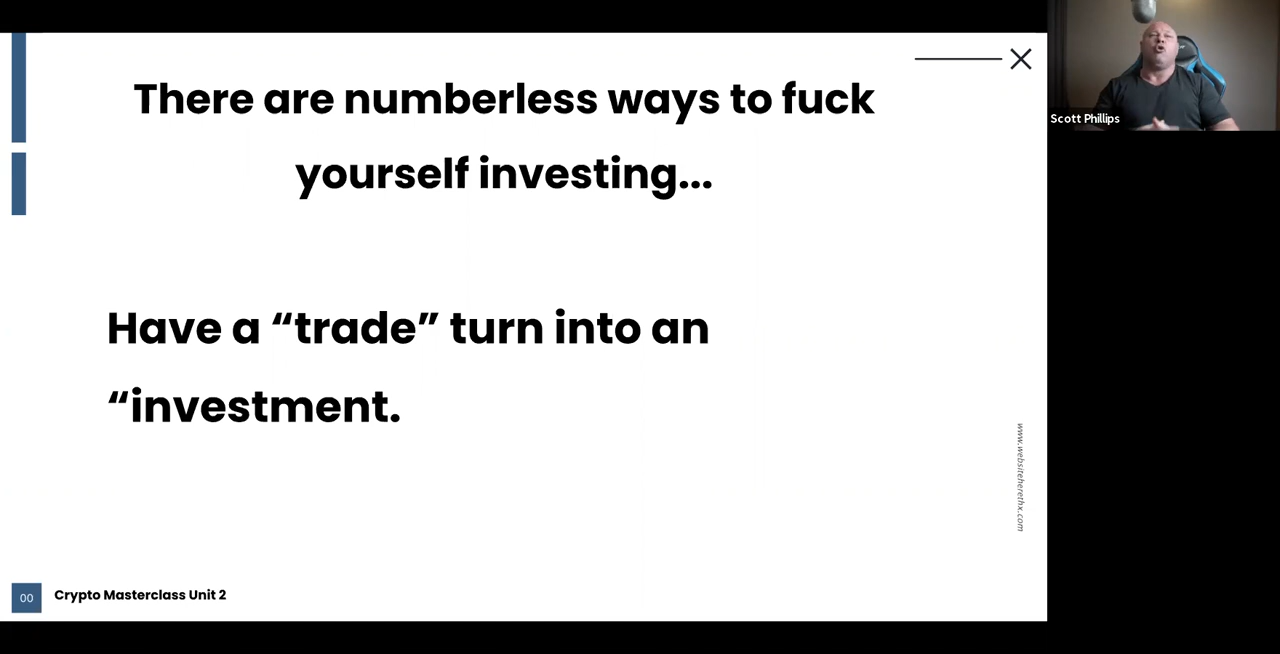 There are numberless ways to fuck
yourself investing...
Have a “trade” turn into an
“investment.
www.websiteherethx.com
00
Crypto Masterclass Unit 2
Scott Phillips